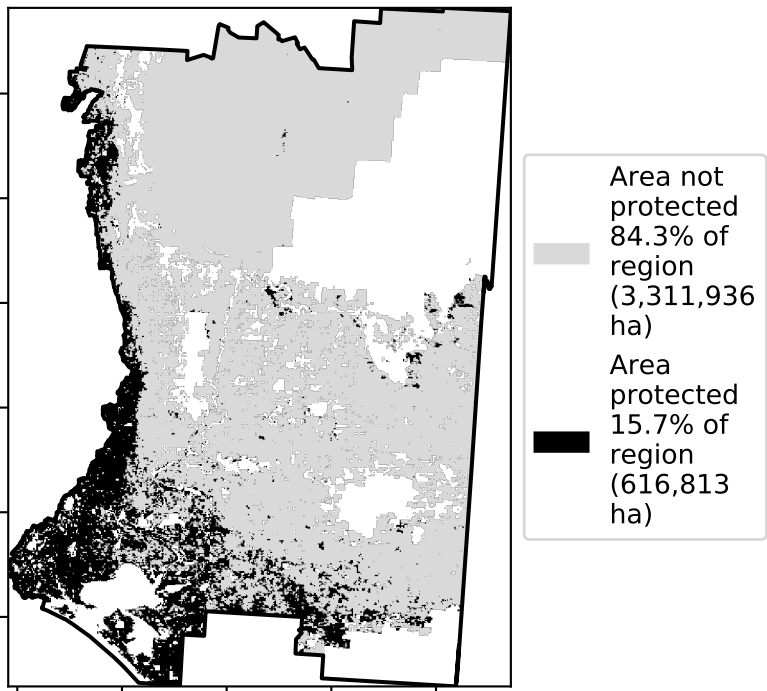 Area not
protected
84.3% of
region
(3,311,936
ha)
Area
protected
15.7% of
region
(616,813
ha)